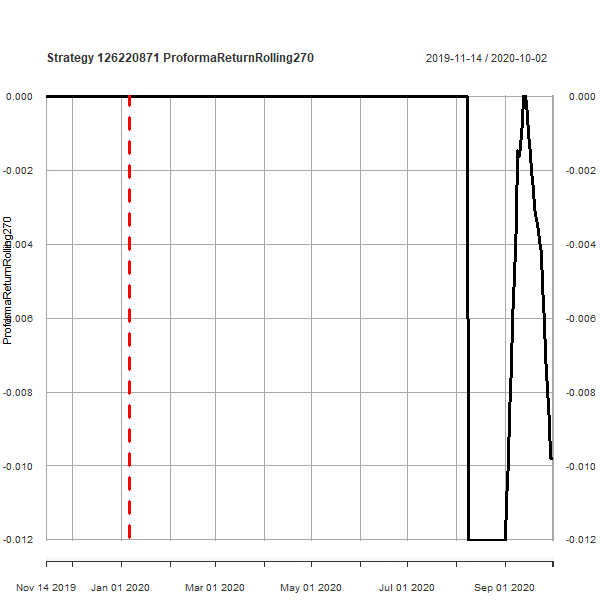 Strategy 126220871 ProformaReturnRolling270
2019-11-14 / 2020-10-02
0.000
0.000
-0.002
-0.002
-0.004
-0.004
ProformaReturnRolling270
-0.006
-0.006
-0.008
-0.008
-0.010
-0.010
-0.012
-0.012
Nov 14 2019
Jan 01 2020
Mar 01 2020
May 01 2020
Jul 01 2020
Sep 01 2020